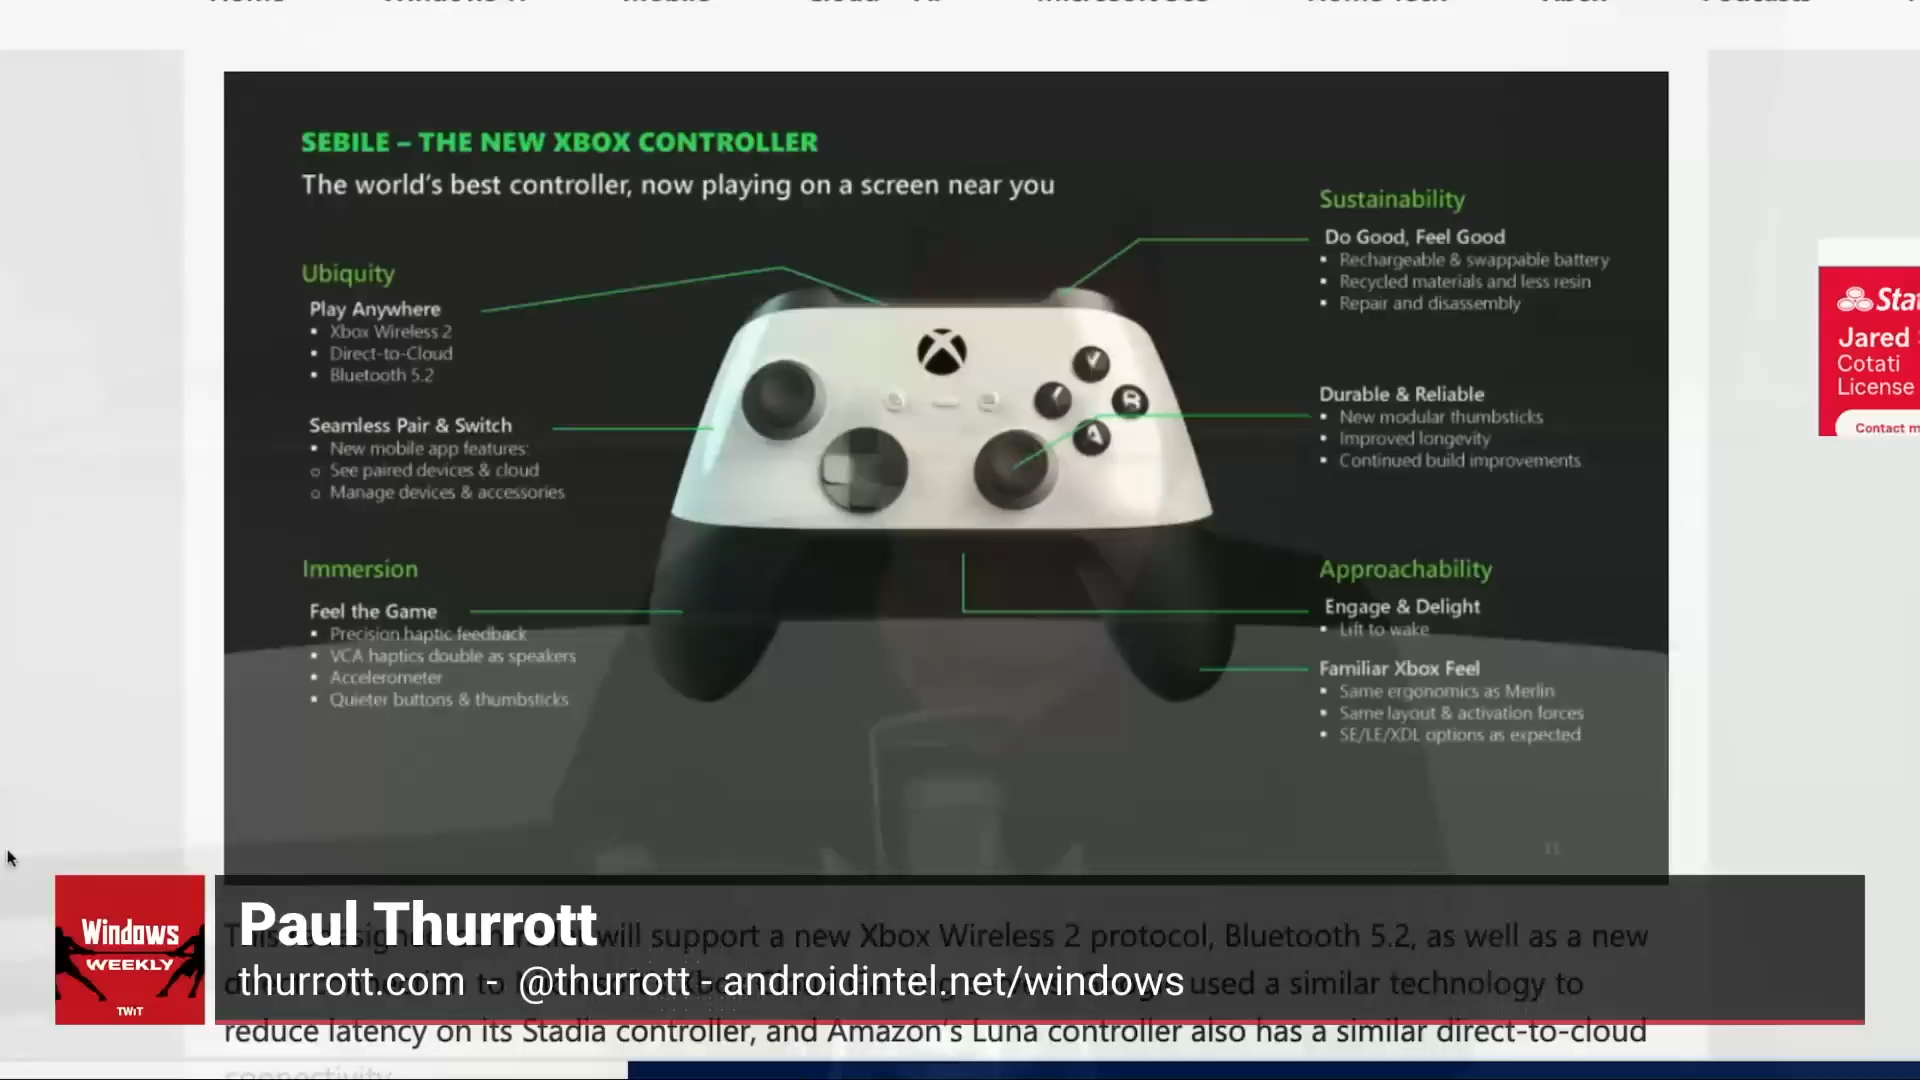 SEBILE – THE NEW XBOX CONTROLLER
The world's best controller, now playing on a screen near you
Ubiquity
Play Anywhere
• Xbox Wireless 2
• Direct-to-Cloud
• Bluetooth 5.2
Seamless Pair & Switch
• New mobile app features:
o See paired devices & cloud
o Manage devices & accessories
Immersion
Feel the Game
• Precision haptic feedback
• VCA haptics double as speakers
• Accelerometer
• Quieter buttons & thumbsticks
Y
B
A
Sustainability
Do Good, Feel Good
• Rechargeable & swappable battery
• Recycled materials and less resin
• Repair and disassembly
Durable & Reliable
• New modular thumbsticks
• Improved longevity
• Continued build improvements
Approachability
Engage & Delight
• Lift to wake
Familiar Xbox Feel
• Same ergonomics as Merlin
• Same layout & activation forces
• SE/LE/XDL options as expected
11
Jared
Cotati
License
Contact
Windows
WEEKLY
TWiT
Paul Thurrott
thurrott.com - @thurrott - androidintel.net/windows
will support a new Xbox Wireless 2 protocol, Bluetooth 5.2, as well as a new
used a similar technology to
reduce latency on its Stadia controller, and Amazon's Luna controller also has a similar direct-to-cloud